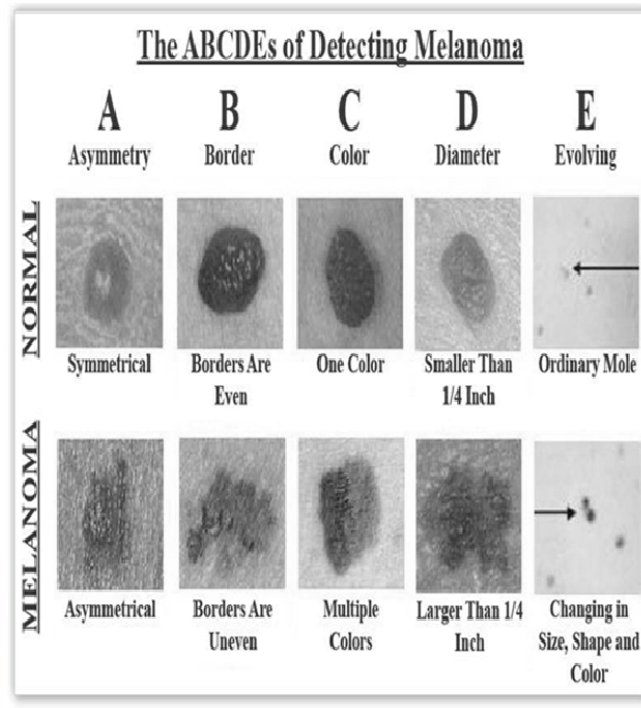 The ABCDEs of Detecting Melanoma
A B C D E
Asymmetry Border Color Diameter Evolving
NORMAL
Symmetrical Borders Are Even One Color Smaller Than 1/4 Inch Ordinary Mole
MELANOMA
Asymmetrical Borders Are Uneven Multiple Colors Larger Than 1/4 Inch Changing in Size, Shape and Color